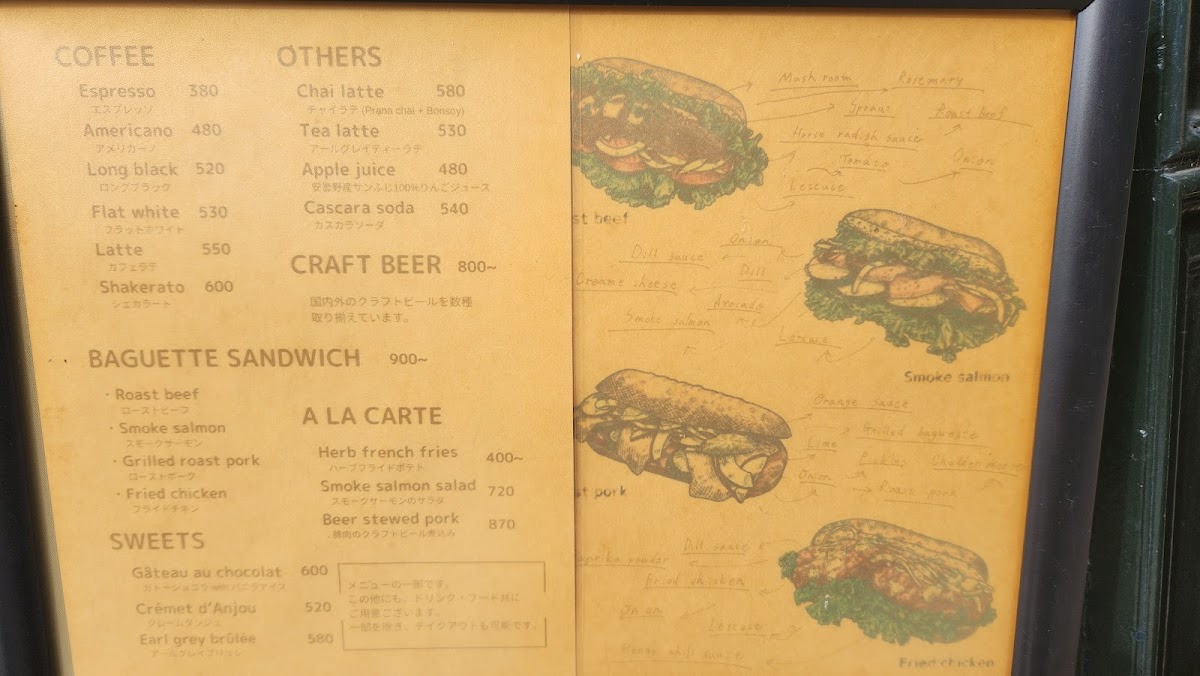 COFFEE
Espresso 380
エスプレッソ
Americano 480
アメリカーノ
Long black 520
ロングブラック
Flat white 530
フラットホワイト
Latte 550
カフェラテ
Shakerato 600
シェカラート
OTHERS
Chai latte 580
チャイラテ (Prana chai + Bonsoy)
Tea latte 530
アールグレイティーラテ
Apple juice 480
安曇野産サンふじ100%りんごジュース
Cascara soda 540
カスカラソーダ
CRAFT BEER 800~
国内外のクラフトビールを数種
取り揃えています。
BAGUETTE SANDWICH 900~
・Roast beef
ローストビーフ
・Smoke salmon
スモークサーモン
・Grilled roast pork
ローストポーク
・Fried chicken
フライドチキン
A LA CARTE
Herb french fries 400~
ハーブフライドポテト
Smoke salmon salad 720
スモークサーモンのサラダ
Beer stewed pork 870
豚肉のクラフトビール煮込み
SWEETS
Gâteau au chocolat 600
ガトーショコラ with バニラアイス
Crémet d'Anjou 520
クレームダンジュ
Earl grey brûlée 580
アールグレイブリュレ
メニューの一部です。
この他にも、ドリンク・フード共に
ご用意ございます。
一部を除き、テイクアウトも可能です。
Mush room
Rosemary
Roast beef
Horse radish sauce
Tomato
Onion
st beef
Onion
Dill sauce
Dill
Creame cheese
Avocado
Smoke salmon
Smoke salmon
Orange sauce
Lime
Grilled baguette
Onion
Roast pork
st pork
Dill sauce
aprika powder
Fried chicken
Fried chicken